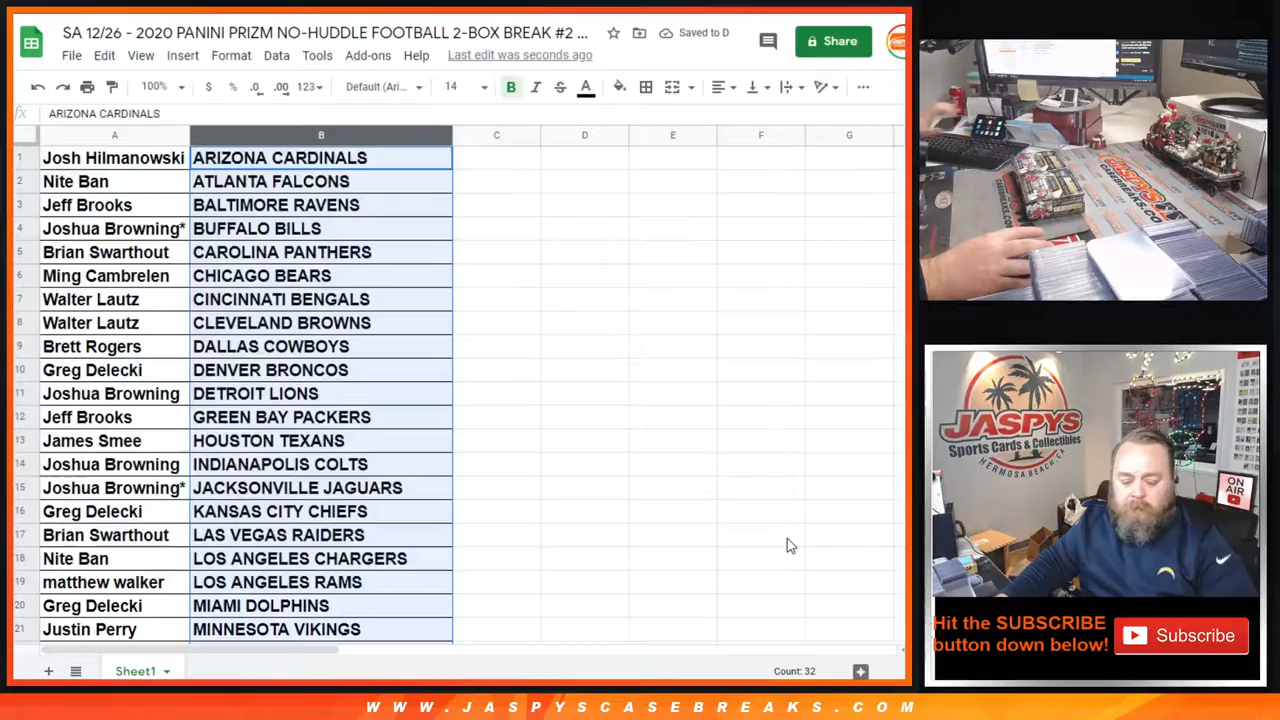 SA 12/26 - 2020 PANINI PRIZM NO-HUDDLE FOOTBALL 2-BOX BREAK #2 ...
Saved to D
Share
File Edit View Insert Format Data Tools Add-ons Help Last edit was seconds ago
100% $ % .0 .00 123 Default (Ari... 14 B I S A
fx ARIZONA CARDINALS
A B C D E F G
1 Josh Hilmanowski ARIZONA CARDINALS
2 Nite Ban ATLANTA FALCONS
3 Jeff Brooks BALTIMORE RAVENS
4 Joshua Browning* BUFFALO BILLS
5 Brian Swarthout CAROLINA PANTHERS
6 Ming Cambrelen CHICAGO BEARS
7 Walter Lautz CINCINNATI BENGALS
8 Walter Lautz CLEVELAND BROWNS
9 Brett Rogers DALLAS COWBOYS
10 Greg Delecki DENVER BRONCOS
11 Joshua Browning DETROIT LIONS
12 Jeff Brooks GREEN BAY PACKERS
13 James Smee HOUSTON TEXANS
14 Joshua Browning INDIANAPOLIS COLTS
15 Joshua Browning* JACKSONVILLE JAGUARS
16 Greg Delecki KANSAS CITY CHIEFS
17 Brian Swarthout LAS VEGAS RAIDERS
18 Nite Ban LOS ANGELES CHARGERS
19 matthew walker LOS ANGELES RAMS
20 Greg Delecki MIAMI DOLPHINS
21 Justin Perry MINNESOTA VIKINGS
Sheet1
Count: 32
JASPYS
CASEBREAKS.CO
JASPYS
Sports Cards & Collectibles
HERMOSA BEACH, CA
ON
AIR
Hit the SUBSCRIBE
button down below!
Subscribe
WWW.JASPYSCASEBREAKS.COM